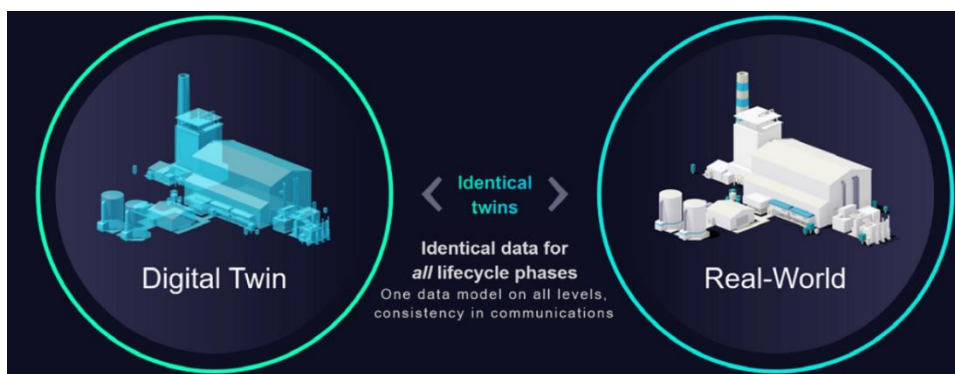 Digital Twin
Identical
twins
Identical data for
all lifecycle phases
One data model on all levels,
consistency in communications
Real-World